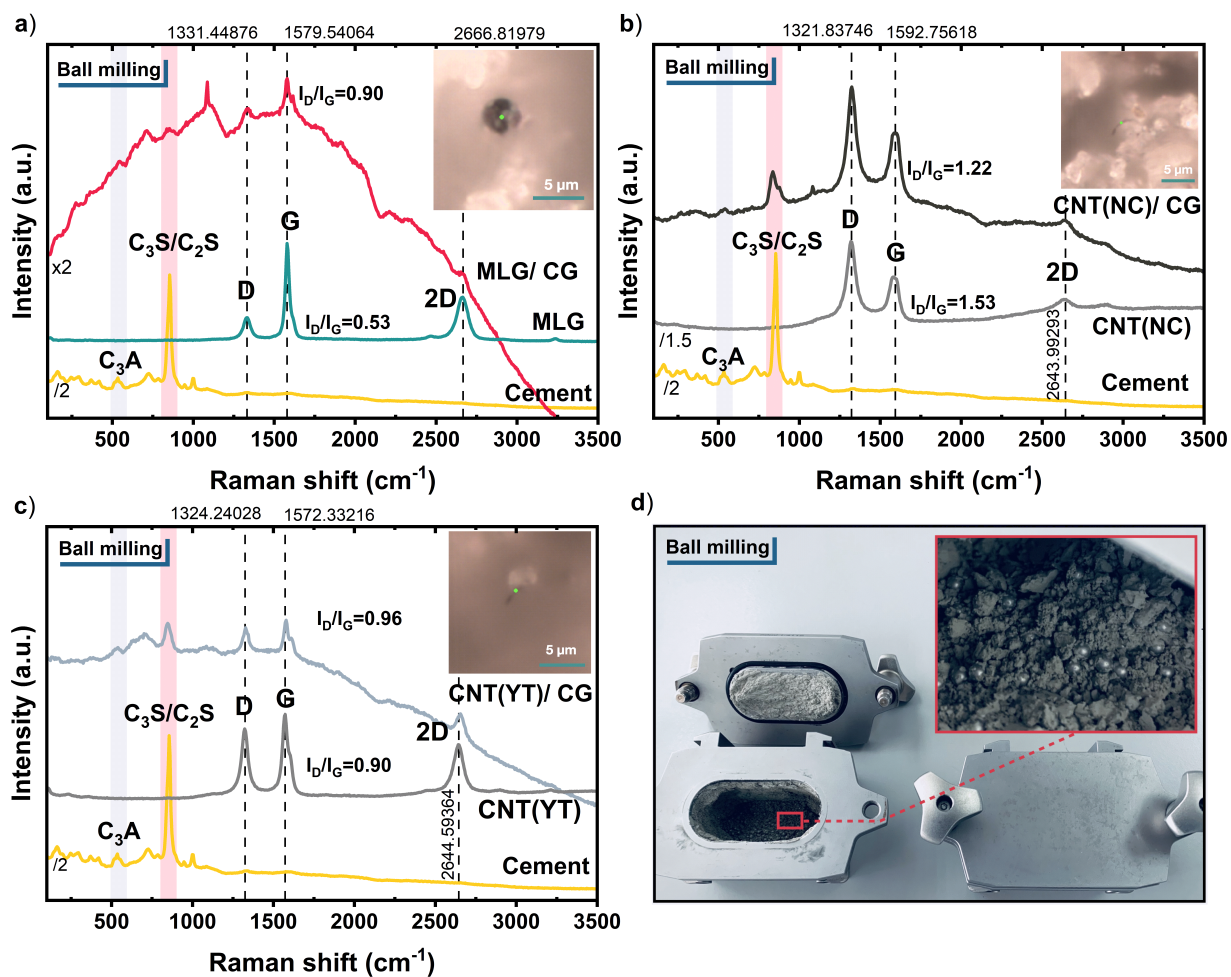 a)
1331.44876 1579.54064 2666.81979
Ball milling
I_D/I_G=0.90
5 µm
C₃S/C₂S
G
x2
MLG/ CG
D
2D
I_D/I_G=0.53
MLG
C₃A
/2
Cement
Intensity (a.u.)
500 1000 1500 2000 2500 3000 3500
Raman shift (cm⁻¹)
b)
1321.83746 1592.75618
Ball milling
5 µm
I_D/I_G=1.22
CNT(NC)/ CG
C₃S/C₂S
D
G
2D
I_D/I_G=1.53
CNT(NC)
/1.5
C₃A
2643.99293
/2
Cement
Intensity (a.u.)
500 1000 1500 2000 2500 3000 3500
Raman shift (cm⁻¹)
c)
1324.24028 1572.33216
Ball milling
5 µm
I_D/I_G=0.96
CNT(YT)/ CG
C₃S/C₂S
D
G
2D
I_D/I_G=0.90
CNT(YT)
C₃A
2644.59364
/2
Cement
Intensity (a.u.)
500 1000 1500 2000 2500 3000 3500
Raman shift (cm⁻¹)
d)
Ball milling